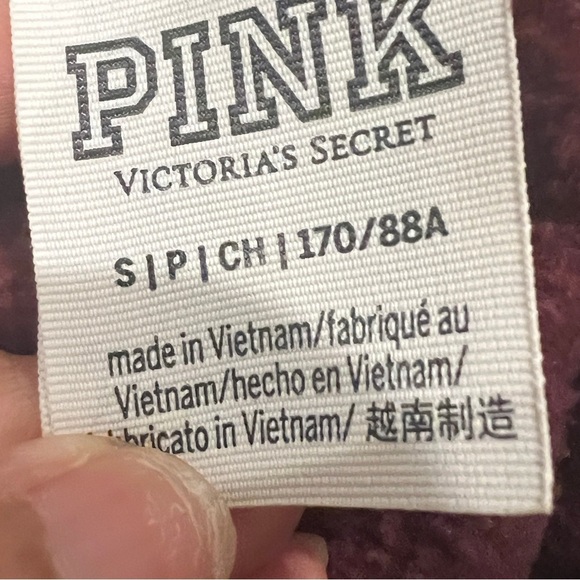 PINK
VICTORIA'S SECRET
S|P|CH|170/88A
made in Vietnam/fabriqué au
Vietnam/hecho en Vietnam/
fabbricato in Vietnam/ 越南制造